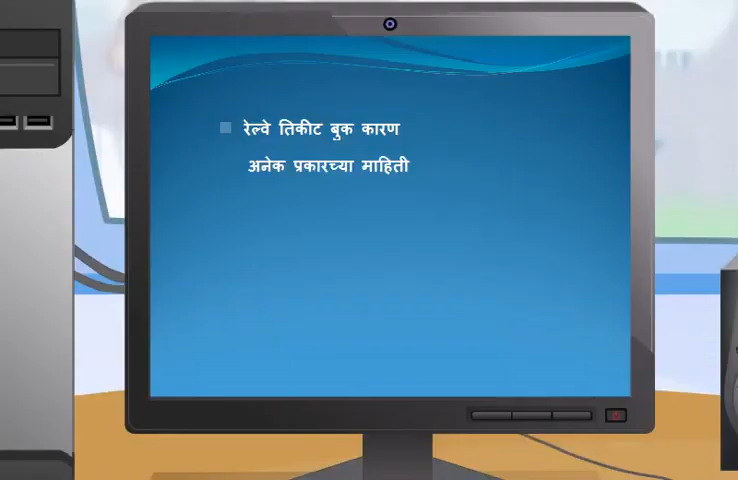 रेल्वे तिकीट बुक कारण
अनेक प्रकारच्या माहिती